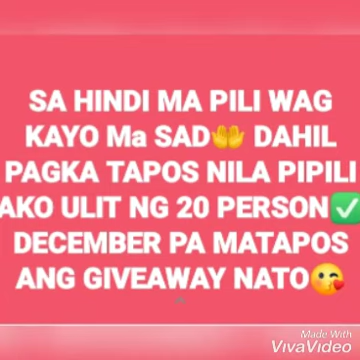 SA HINDI MA PILI WAG
KAYO Ma SAD🤲 DAHIL
PAGKA TAPOS NILA PIPILI
AKO ULIT NG 20 PERSON✅
DECEMBER PA MATAPOS
ANG GIVEAWAY NATO😘
Made With
VivaVideo